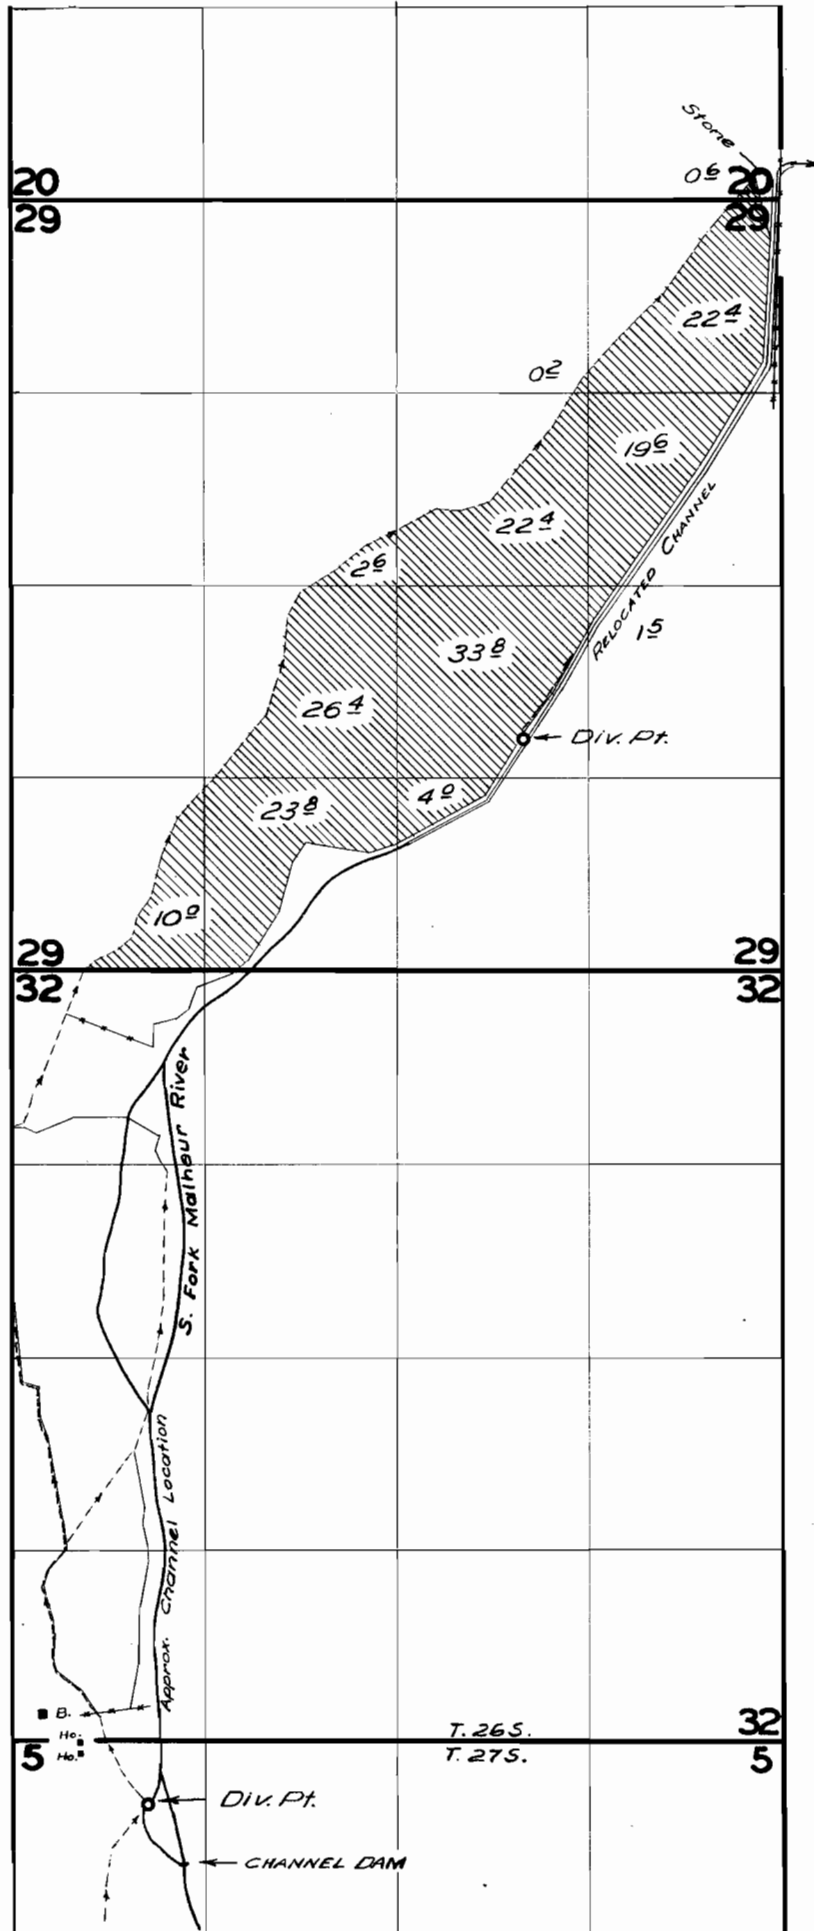 Stone
0 6
20
29
20
29
22 4
0 2
19 6
22 4
2 6
RELOCATED CHANNEL
1 5
33 8
26 4
Div. Pt.
4 0
23 8
10 0
29
32
29
32
S. Fork Malheur River
Approx. Channel Location
B.
Ho.
Ho.
T. 26 S.
T. 27 S.
32
5
5
Div. Pt.
CHANNEL DAM